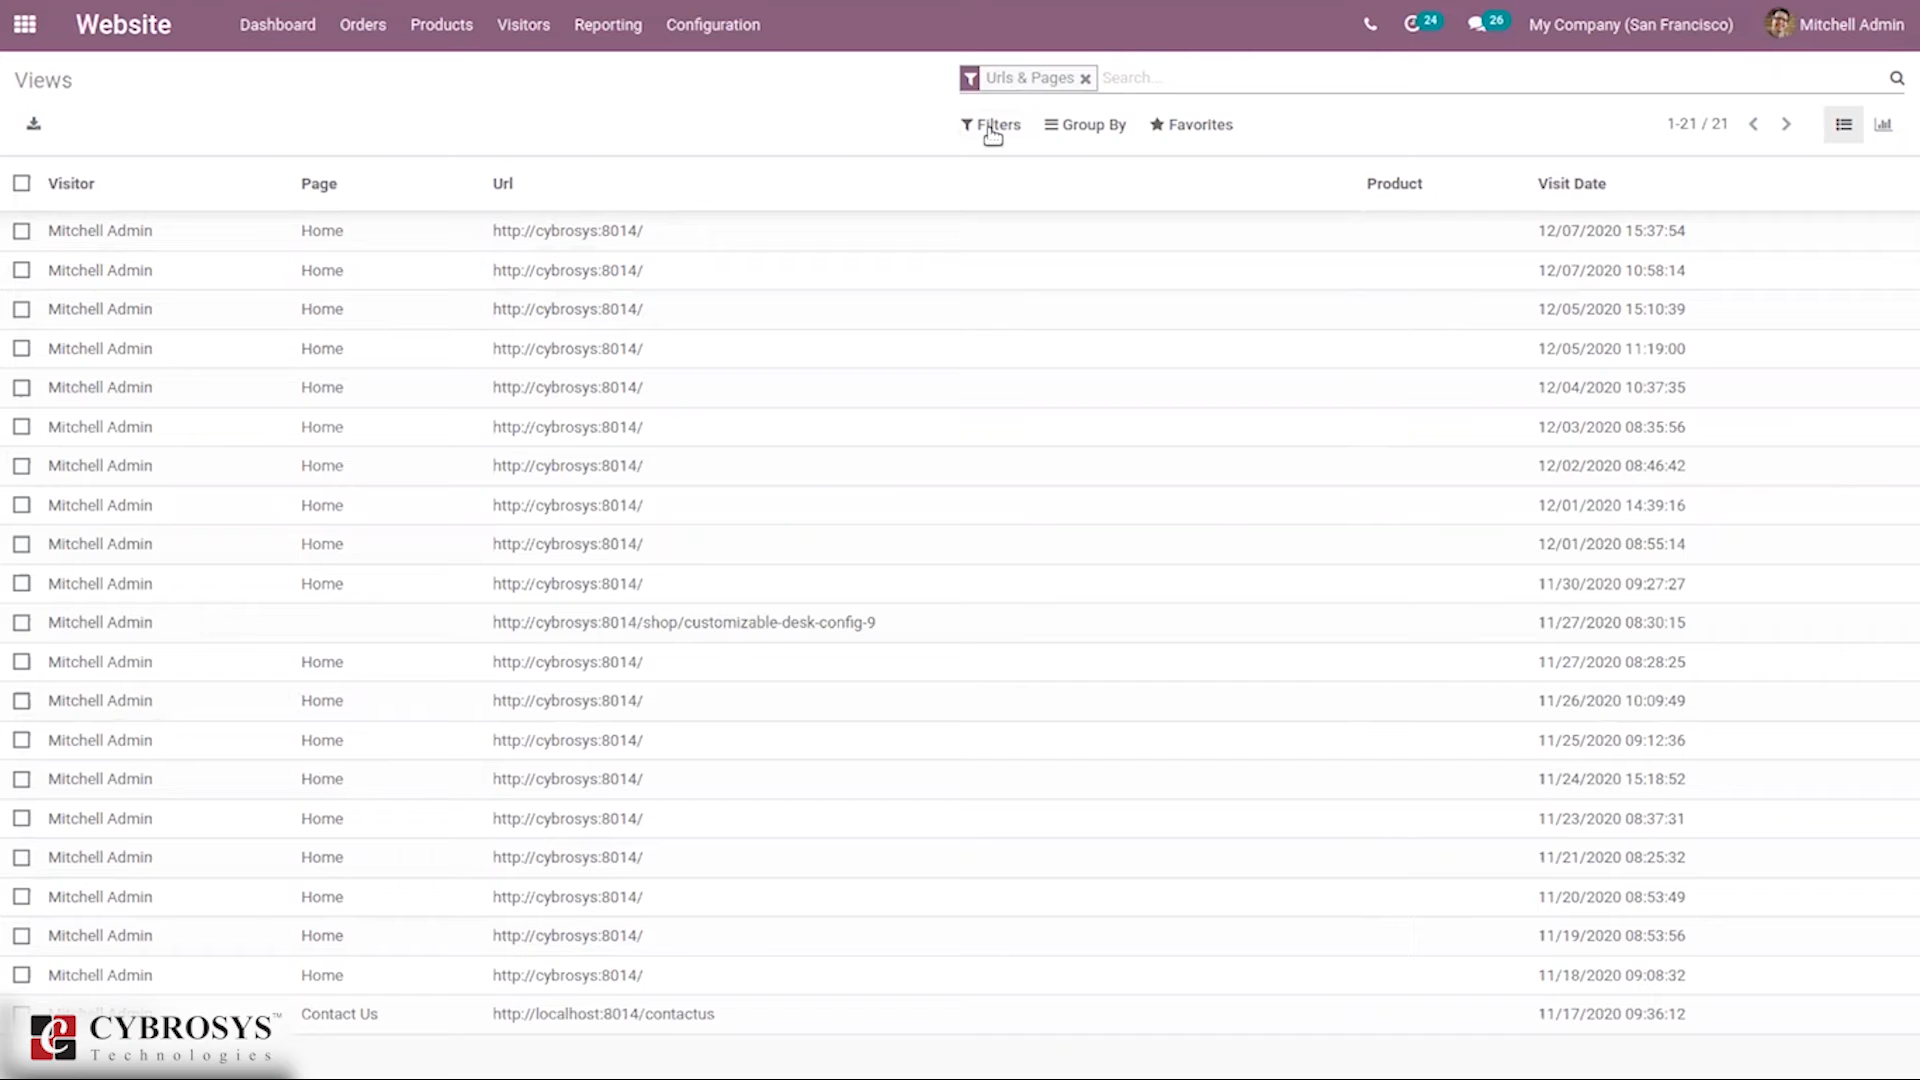 Website Dashboard Orders Products Visitors Reporting Configuration 24 26 My Company (San Francisco) Mitchell Admin
Views Urls & Pages Search...
Filters Group By Favorites 1-21 / 21
Visitor Page Url Product Visit Date
Mitchell Admin Home http://cybrosys:8014/ 12/07/2020 15:37:54
Mitchell Admin Home http://cybrosys:8014/ 12/07/2020 10:58:14
Mitchell Admin Home http://cybrosys:8014/ 12/05/2020 15:10:39
Mitchell Admin Home http://cybrosys:8014/ 12/05/2020 11:19:00
Mitchell Admin Home http://cybrosys:8014/ 12/04/2020 10:37:35
Mitchell Admin Home http://cybrosys:8014/ 12/03/2020 08:35:56
Mitchell Admin Home http://cybrosys:8014/ 12/02/2020 08:46:42
Mitchell Admin Home http://cybrosys:8014/ 12/01/2020 14:39:16
Mitchell Admin Home http://cybrosys:8014/ 12/01/2020 08:55:14
Mitchell Admin Home http://cybrosys:8014/ 11/30/2020 09:27:27
Mitchell Admin http://cybrosys:8014/shop/customizable-desk-config-9 11/27/2020 08:30:15
Mitchell Admin Home http://cybrosys:8014/ 11/27/2020 08:28:25
Mitchell Admin Home http://cybrosys:8014/ 11/26/2020 10:09:49
Mitchell Admin Home http://cybrosys:8014/ 11/25/2020 09:12:36
Mitchell Admin Home http://cybrosys:8014/ 11/24/2020 15:18:52
Mitchell Admin Home http://cybrosys:8014/ 11/23/2020 08:37:31
Mitchell Admin Home http://cybrosys:8014/ 11/21/2020 08:25:32
Mitchell Admin Home http://cybrosys:8014/ 11/20/2020 08:53:49
Mitchell Admin Home http://cybrosys:8014/ 11/19/2020 08:53:56
Mitchell Admin Home http://cybrosys:8014/ 11/18/2020 09:08:32
Contact Us http://localhost:8014/contactus 11/17/2020 09:36:12
CYBROSYS™
Technologies